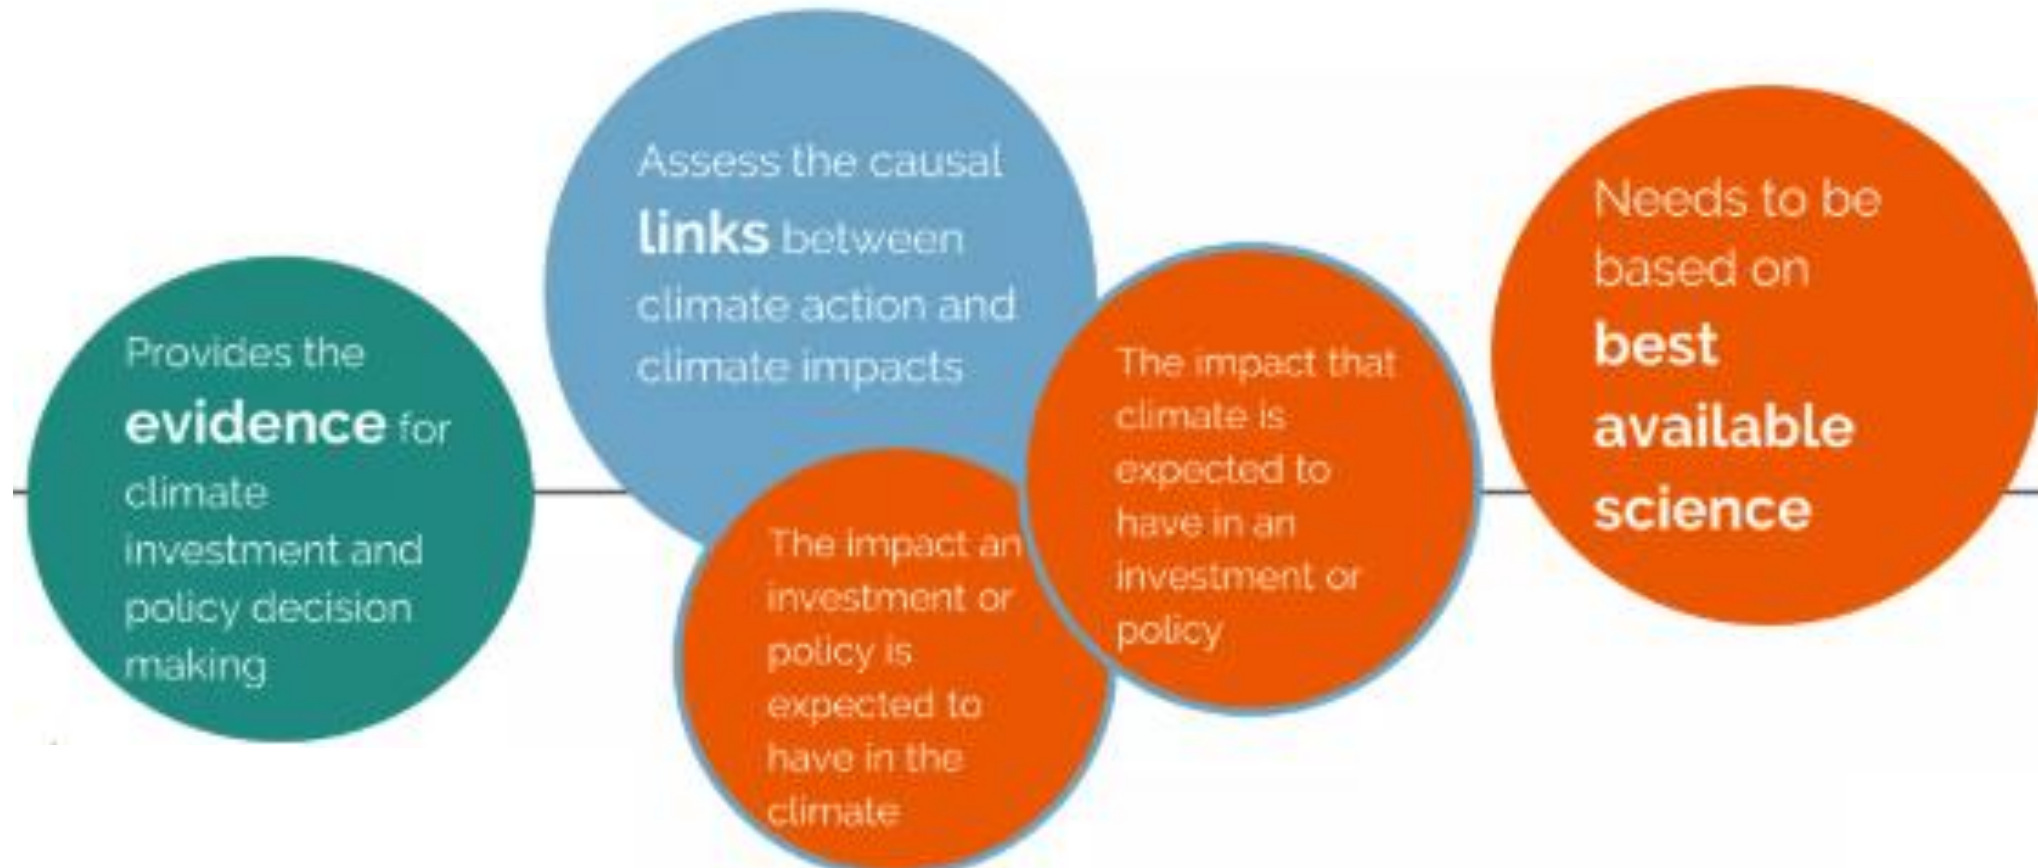 Provides the
evidence for
climate
investment and
policy decision
making
Assess the causal
links between
climate action and
climate impacts
The impact an
investment or
policy is
expected to
have in the
climate
The impact that
climate is
expected to
have in an
investment or
policy
Needs to be
based on
best
available
science